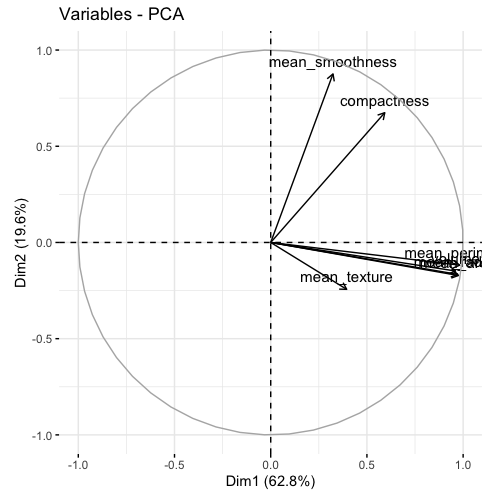 Variables - PCA
1.0
mean_smoothness
compactness
0.5
Dim2 (19.6%)
0.0
mean_perim
mean_texture
-0.5
-1.0
-1.0 -0.5 0.0 0.5 1.0
Dim1 (62.8%)